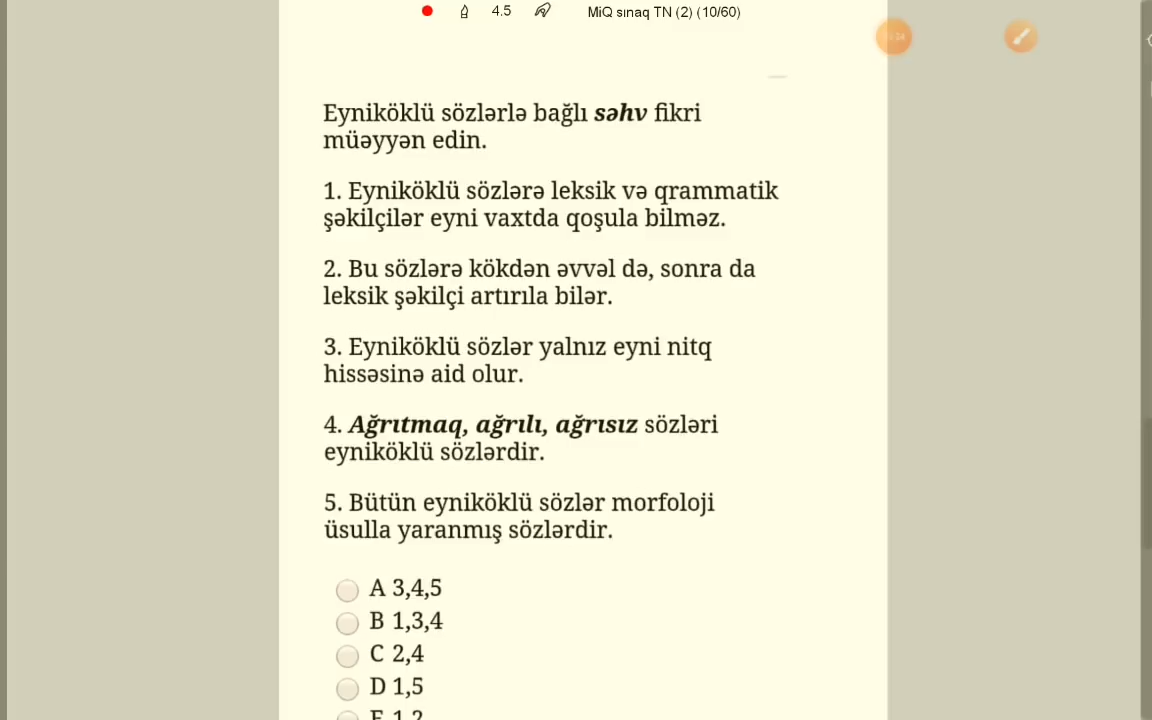 4.5 MiQ sınaq TN (2) (10/60)
Eyniköklü sözlərlə bağlı səhv fikri
müəyyən edin.
1. Eyniköklü sözlərə leksik və qrammatik
şəkilçilər eyni vaxtda qoşula bilməz.
2. Bu sözlərə kökdən əvvəl də, sonra da
leksik şəkilçi artırıla bilər.
3. Eyniköklü sözlər yalnız eyni nitq
hissəsinə aid olur.
4. Ağrıtmaq, ağrılı, ağrısız sözləri
eyniköklü sözlərdir.
5. Bütün eyniköklü sözlər morfoloji
üsulla yaranmış sözlərdir.
A 3,4,5
B 1,3,4
C 2,4
D 1,5
E 1,2